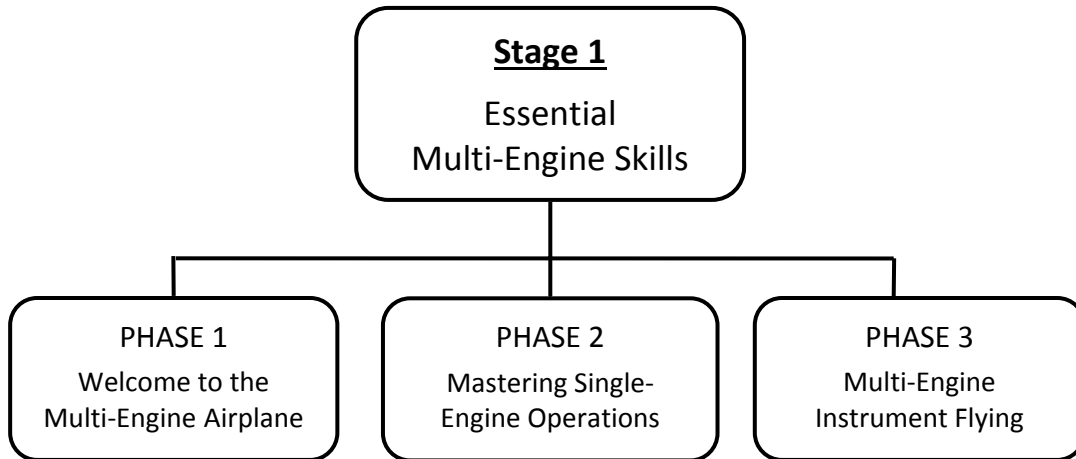 Stage 1
Essential
Multi-Engine Skills
PHASE 1
Welcome to the
Multi-Engine Airplane
PHASE 2
Mastering Single-
Engine Operations
PHASE 3
Multi-Engine
Instrument Flying